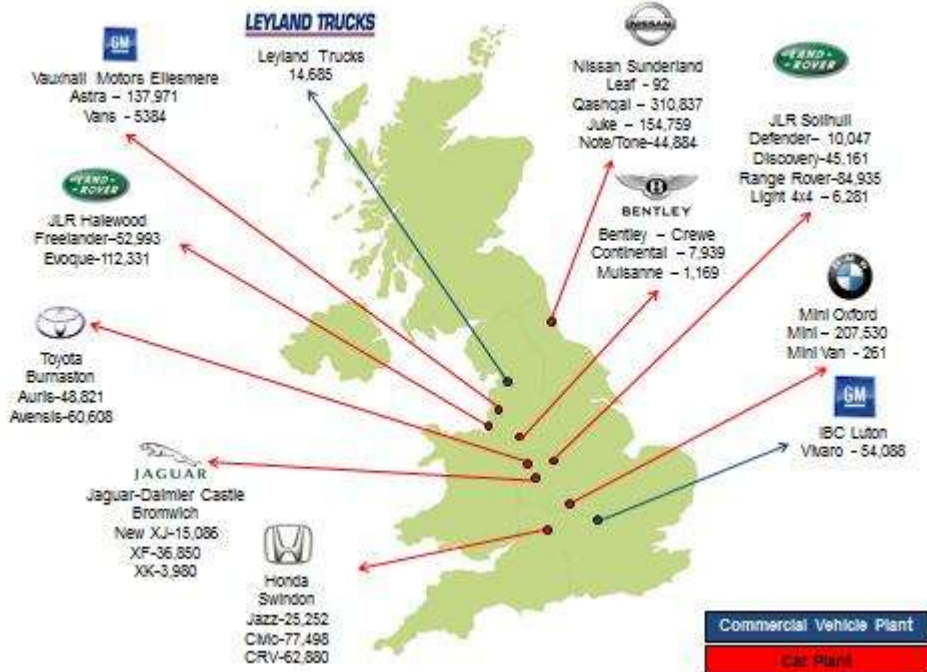 GM
Vauxhall Motors Ellesmere
Astra – 137,971
Vans - 5384
LEYLAND TRUCKS
Leyland Trucks
14,685
NISSAN
Nissan Sunderland
Leaf - 92
Qashqai - 310,837
Juke - 154,759
Note/Tone-44,884
LAND-
-ROVER
JLR Solihull
Defender– 10,047
Discovery-45,161
Range Rover-84,935
Light 4x4 – 6,281
LAND-
-ROVER
JLR Halewood
Freelander–52,993
Evoque-112,331
B
BENTLEY
Bentley – Crewe
Continental – 7,939
Mulsanne – 1,169
BMW
Mini Oxford
Mini – 207,530
Mini Van - 261
Toyota
Burnaston
Auris-48,821
Avensis-60,608
GM
IBC Luton
Vivaro - 54,088
JAGUAR
Jaguar-Daimler Castle
Bromwich
New XJ-15,086
XF-36,850
XK-3,980
Honda
Swindon
Jazz-25,252
Civic-77,498
CRV-62,880
Commercial Vehicle Plant
Car Plant